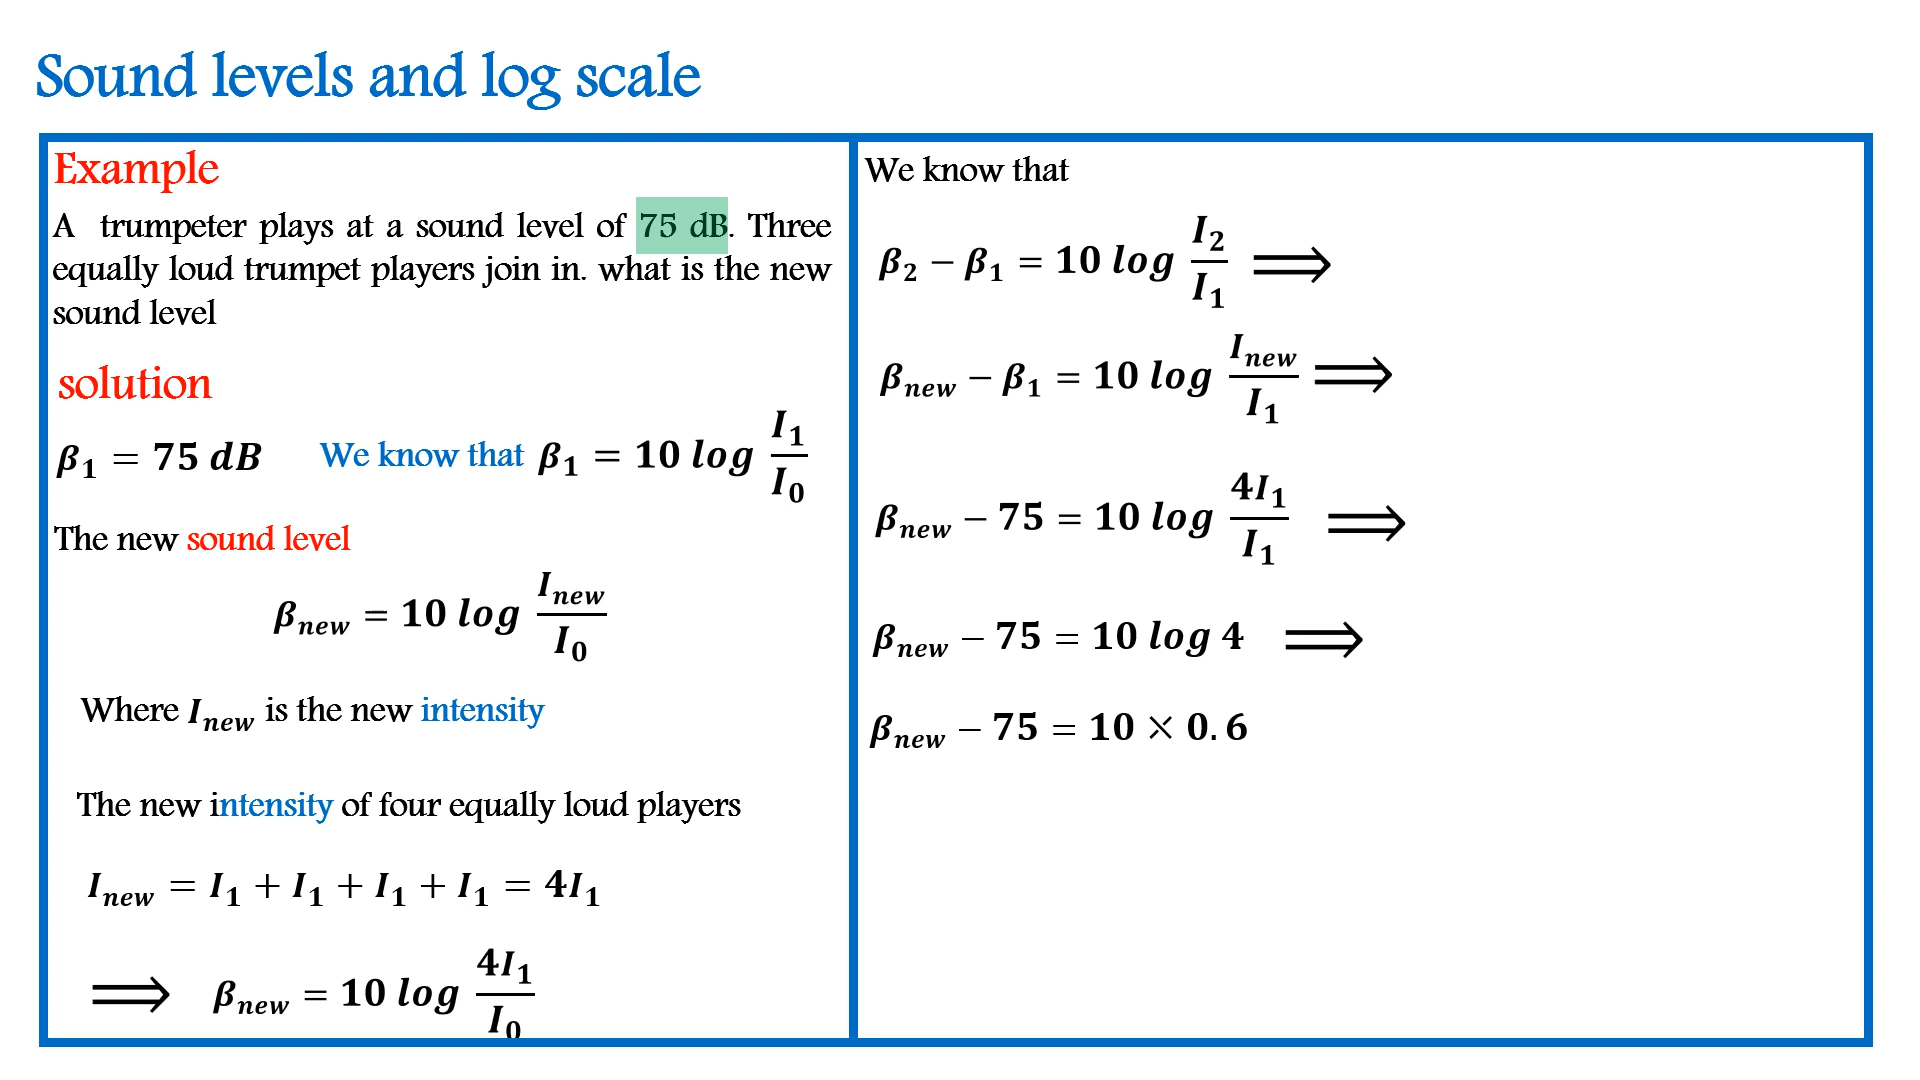 Sound levels and log scale
Example
A trumpeter plays at a sound level of 75 dB. Three
equally loud trumpet players join in. what is the new
sound level
solution
β₁ = 75 dB We know that β₁ = 10 log I₁/I₀
The new sound level
βₙₑw = 10 log Iₙₑw/I₀
Where Iₙₑw is the new intensity
The new intensity of four equally loud players
Iₙₑw = I₁ + I₁ + I₁ + I₁ = 4I₁
⟹ βₙₑw = 10 log 4I₁/I₀
We know that
β₂ − β₁ = 10 log I₂/I₁ ⟹
βₙₑw − β₁ = 10 log Iₙₑw/I₁ ⟹
βₙₑw − 75 = 10 log 4I₁/I₁ ⟹
βₙₑw − 75 = 10 log 4 ⟹
βₙₑw − 75 = 10 × 0.6